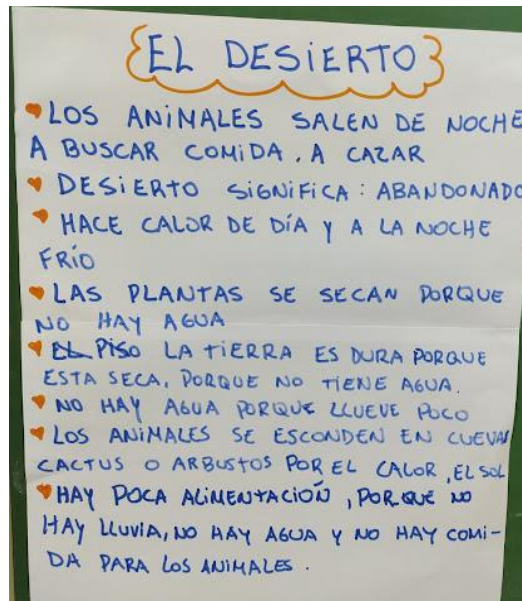 EL DESIERTO
LOS ANIMALES SALEN DE NOCHE
A BUSCAR COMIDA. A CAZAR
DESIERTO SIGNIFICA: ABANDONADO
HACE CALOR DE DÍA Y A LA NOCHE
FRÍO
LAS PLANTAS SE SECAN PORQUE
NO HAY AGUA
EL PISO LA TIERRA ES DURA PORQUE
ESTA SECA, PORQUE NO TIENE AGUA.
NO HAY AGUA PORQUE LLUEVE POCO
LOS ANIMALES SE ESCONDEN EN CUEVAS
CACTUS O ARBUSTOS POR EL CALOR, EL SOL
HAY POCA ALIMENTACIÓN, PORQUE NO
HAY LLUVIA, NO HAY AGUA Y NO HAY COMI-
DA PARA LOS ANIMALES.